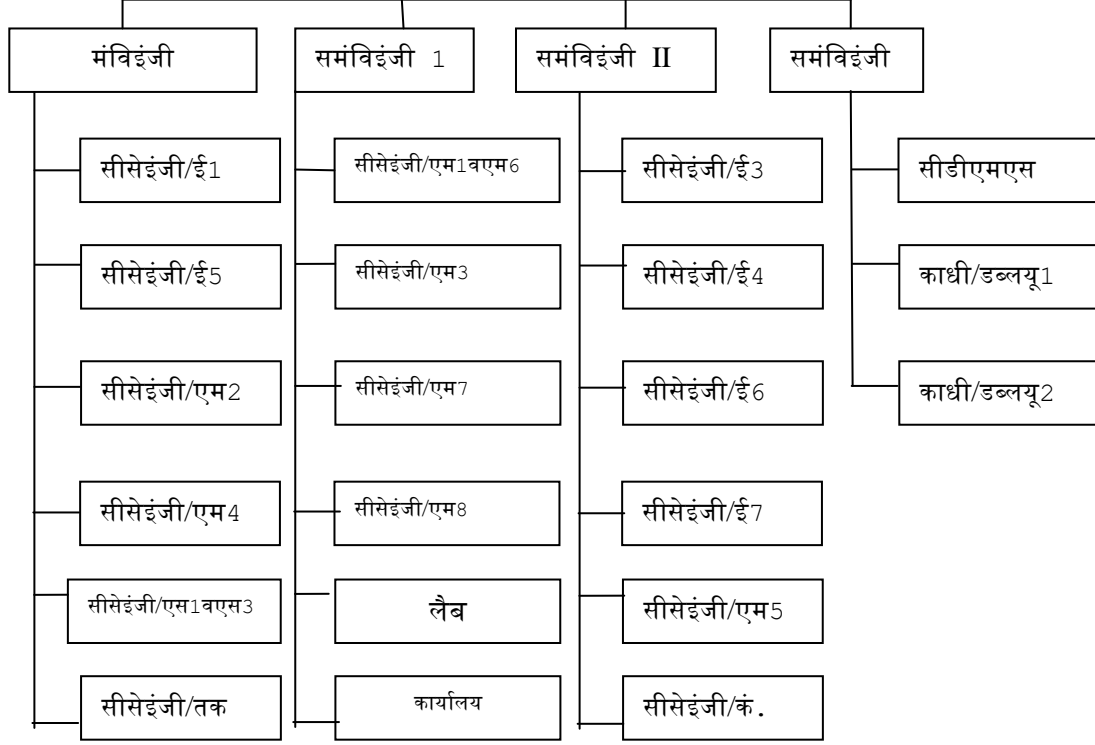 मंविइंजी
समंविइंजी 1
समंविइंजी II
समंविइंजी
सीसेइंजी/ई1
सीसेइंजी/एम1वएम6
सीसेइंजी/ई3
सीडीएमएस
सीसेइंजी/ई5
सीसेइंजी/एम3
सीसेइंजी/ई4
काधी/डब्लयू1
सीसेइंजी/एम2
सीसेइंजी/एम7
सीसेइंजी/ई6
काधी/डब्लयू2
सीसेइंजी/एम4
सीसेइंजी/एम8
सीसेइंजी/ई7
सीसेइंजी/एस1वएस3
लैब
सीसेइंजी/एम5
सीसेइंजी/तक
कार्यालय
सीसेइंजी/कं.